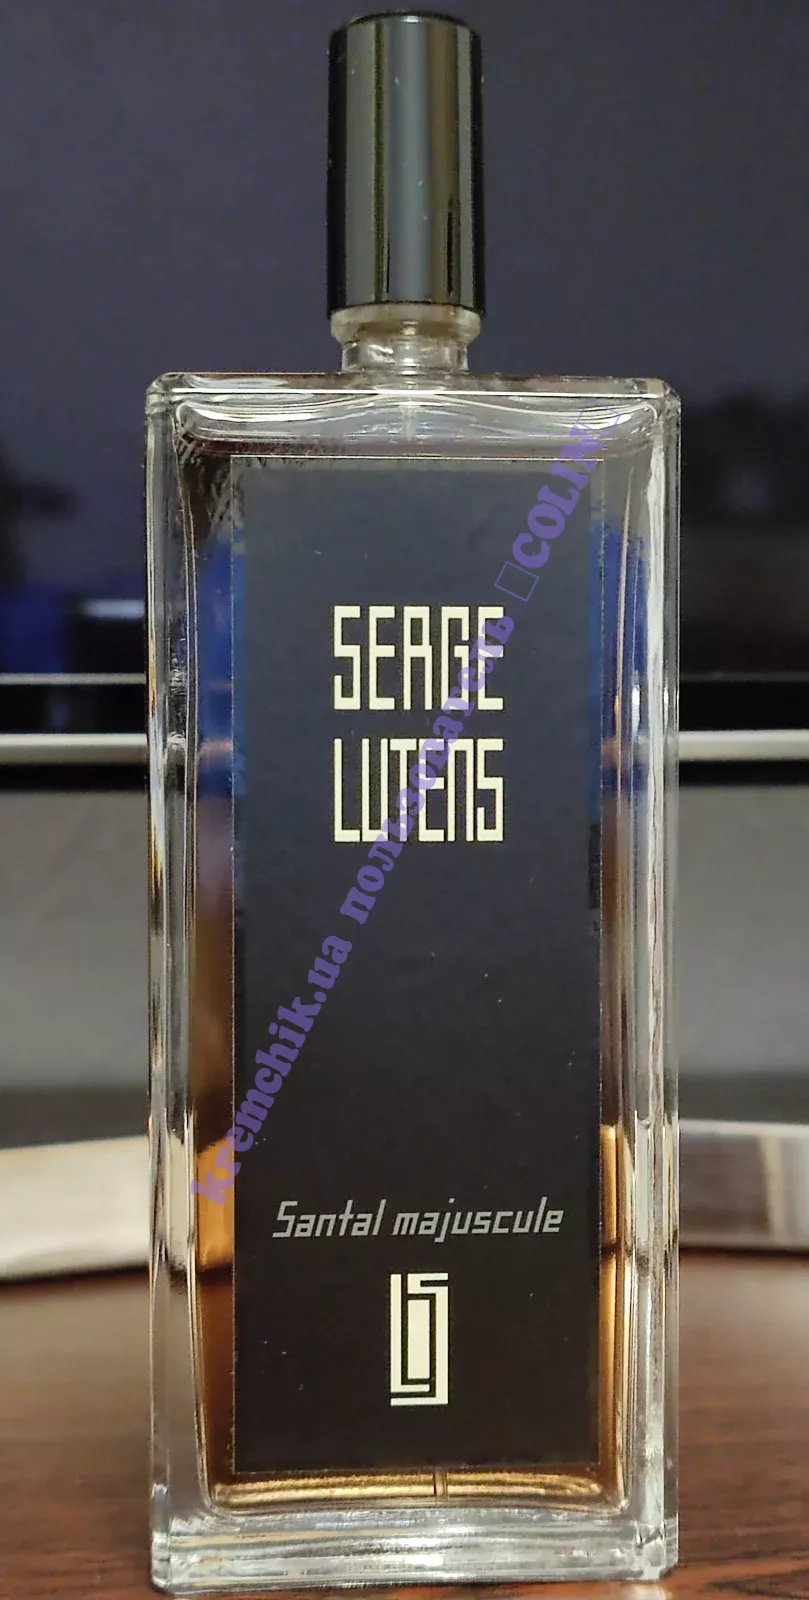 SERGE
LUTENS
kremchik.ua пользователь COLIN
Santal majuscule